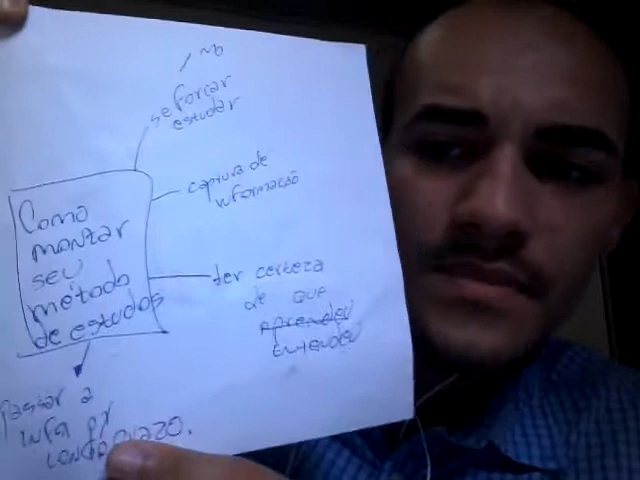 no
se forçar
estudar
captura de
informação
Como
montar
seu
método
de estudos
ter certeza
de que
aprendeu
entendeu
Passar a
info p/
longo prazo.